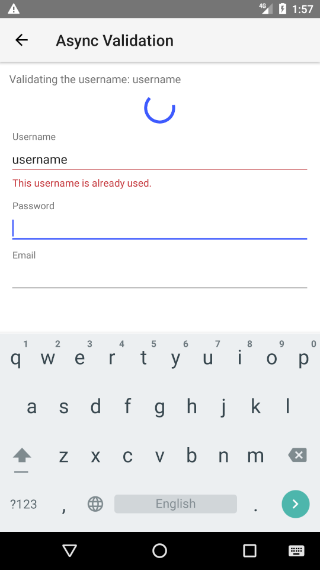 4G 1:57
Async Validation
Validating the username: username
Username
username
This username is already used.
Password
Email
1 2 3 4 5 6 7 8 9 0
q w e r t y u i o p
a s d f g h j k l
z x c v b n m
?123 , English .